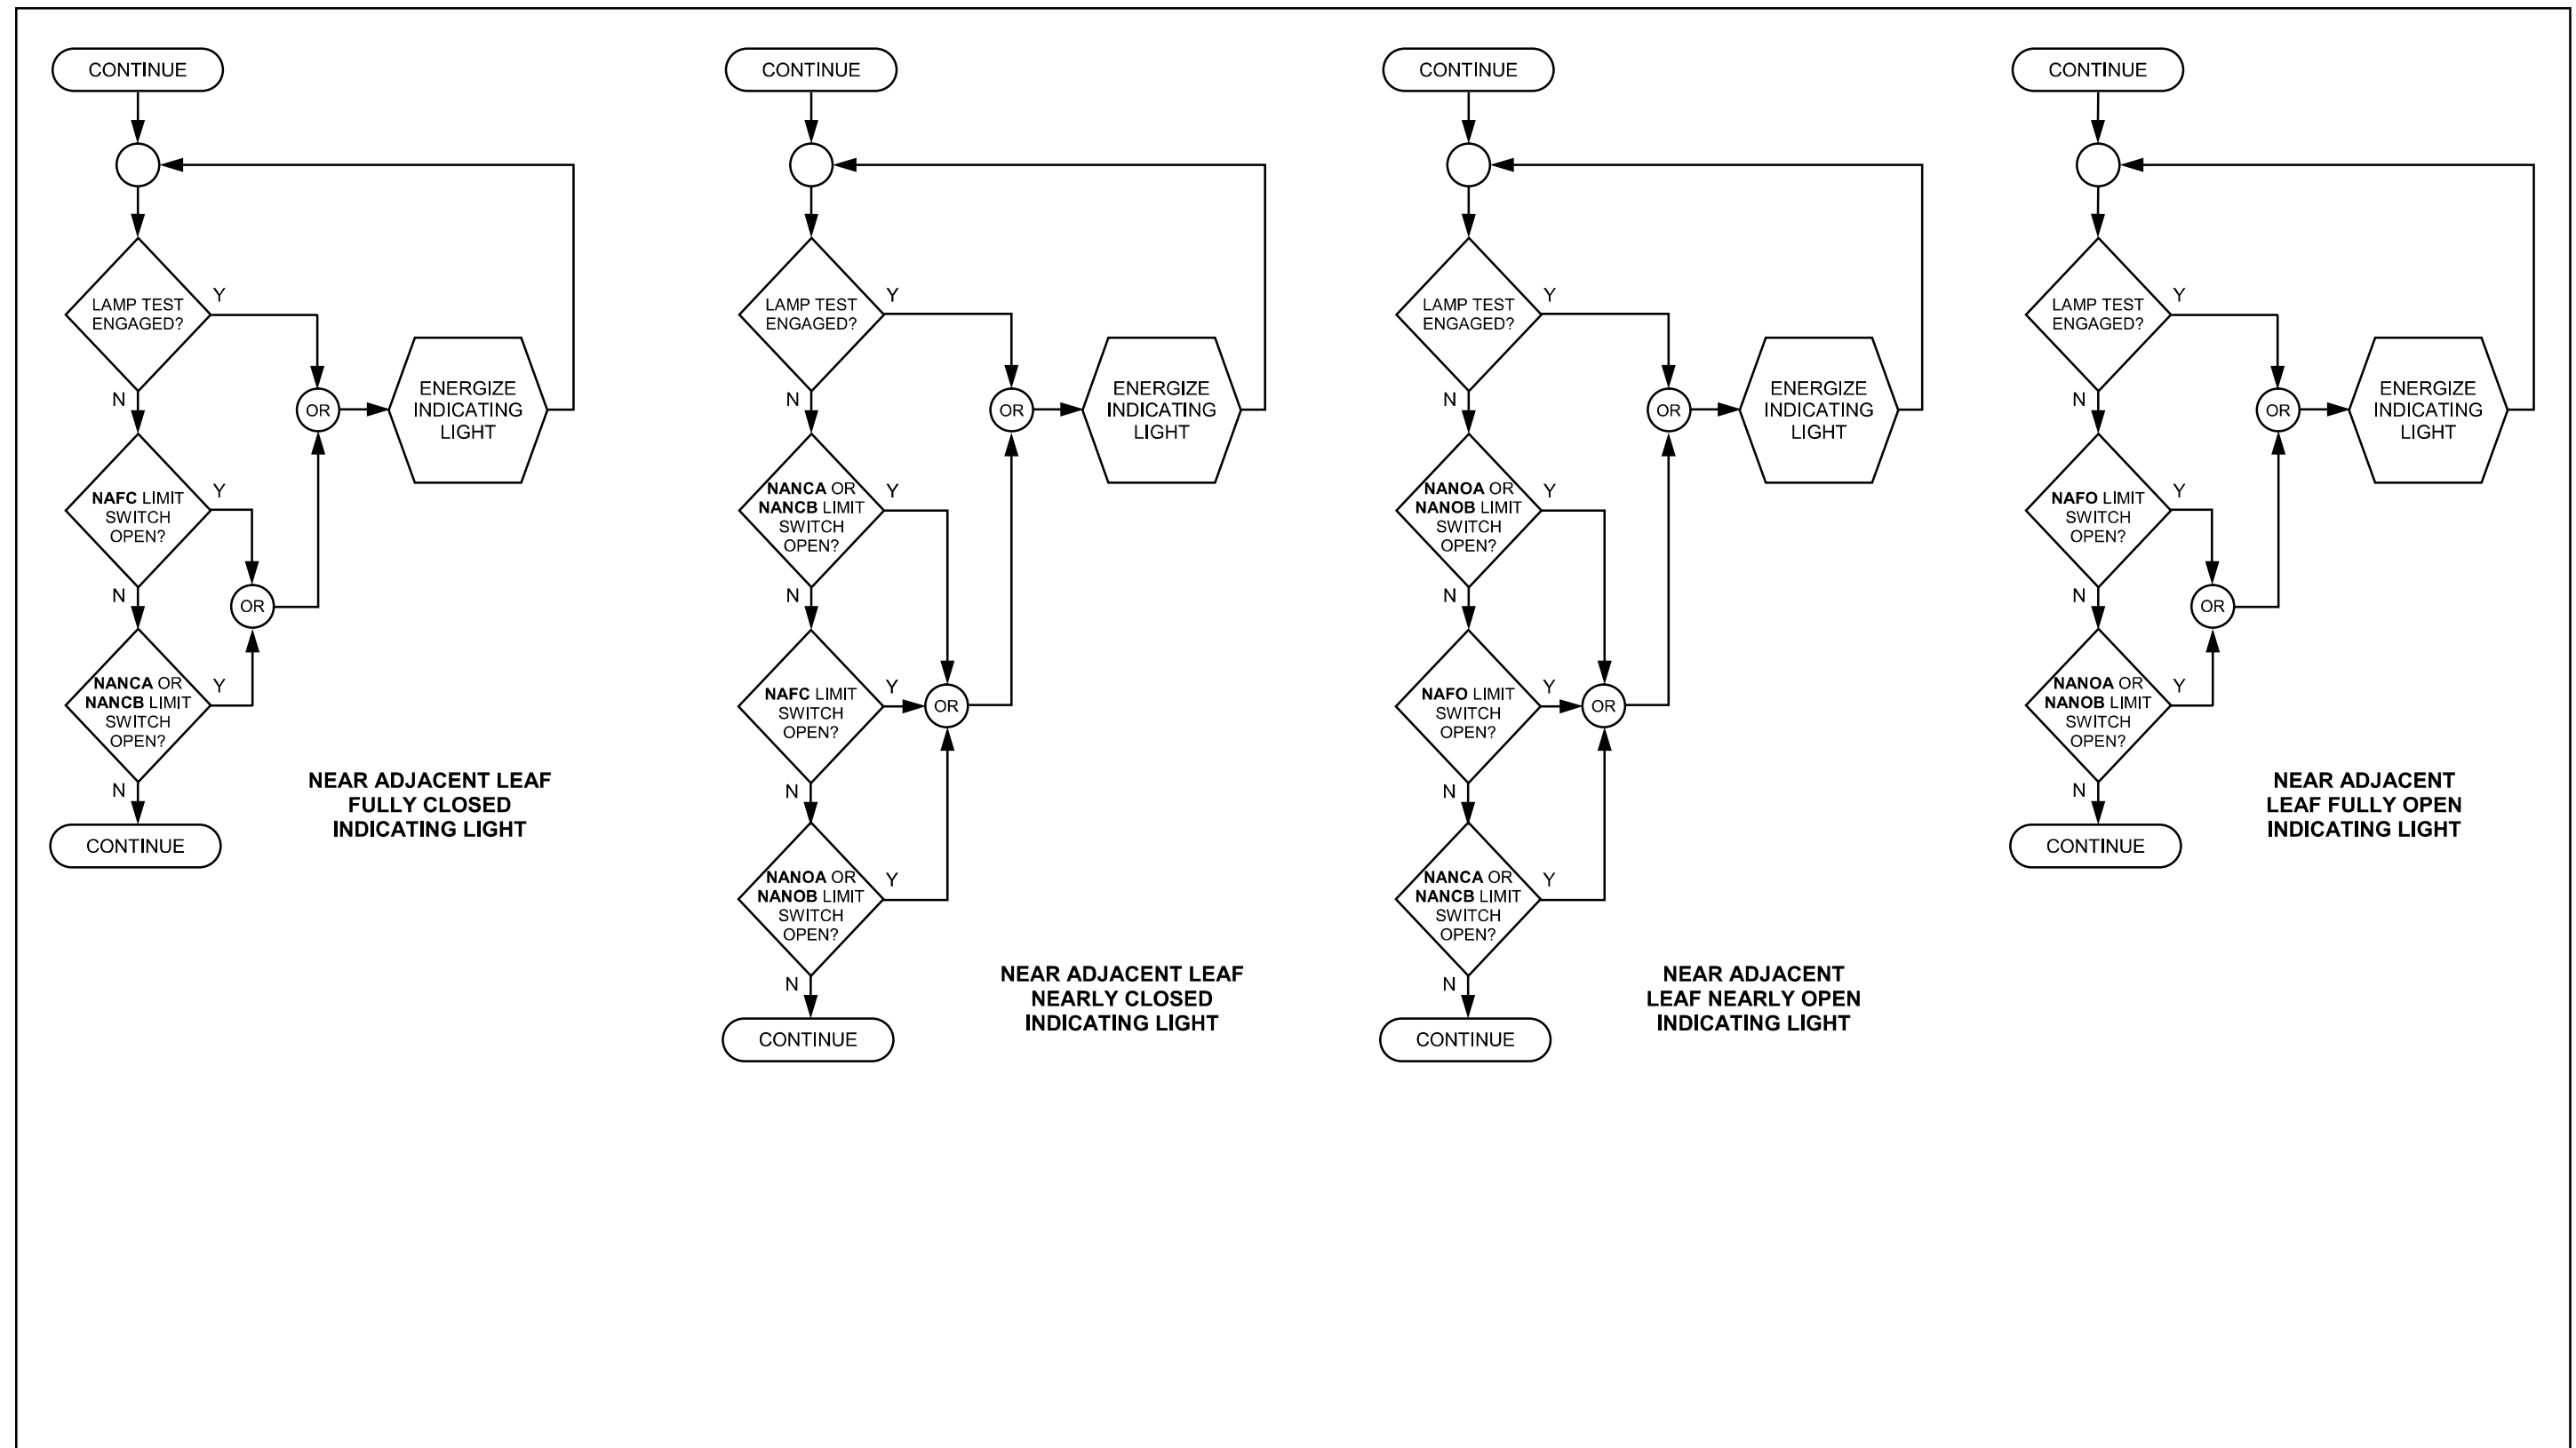 CONTINUE
LAMP TEST
ENGAGED?
Y
N
OR
ENERGIZE
INDICATING
LIGHT
NAFC LIMIT
SWITCH
OPEN?
Y
N
OR
NANCA OR
NANCB LIMIT
SWITCH
OPEN?
Y
N
CONTINUE
NEAR ADJACENT LEAF
FULLY CLOSED
INDICATING LIGHT
CONTINUE
LAMP TEST
ENGAGED?
Y
N
OR
ENERGIZE
INDICATING
LIGHT
NANCA OR
NANCB LIMIT
SWITCH
OPEN?
Y
N
NAFC LIMIT
SWITCH
OPEN?
Y
N
OR
NANOA OR
NANOB LIMIT
SWITCH
OPEN?
Y
N
CONTINUE
NEAR ADJACENT LEAF
NEARLY CLOSED
INDICATING LIGHT
CONTINUE
LAMP TEST
ENGAGED?
Y
N
OR
ENERGIZE
INDICATING
LIGHT
NANOA OR
NANOB LIMIT
SWITCH
OPEN?
Y
N
NAFO LIMIT
SWITCH
OPEN?
Y
N
OR
NANCA OR
NANCB LIMIT
SWITCH
OPEN?
Y
N
CONTINUE
NEAR ADJACENT
LEAF NEARLY OPEN
INDICATING LIGHT
CONTINUE
LAMP TEST
ENGAGED?
Y
N
OR
ENERGIZE
INDICATING
LIGHT
NAFO LIMIT
SWITCH
OPEN?
Y
N
OR
NANOA OR
NANOB LIMIT
SWITCH
OPEN?
Y
N
CONTINUE
NEAR ADJACENT
LEAF FULLY OPEN
INDICATING LIGHT